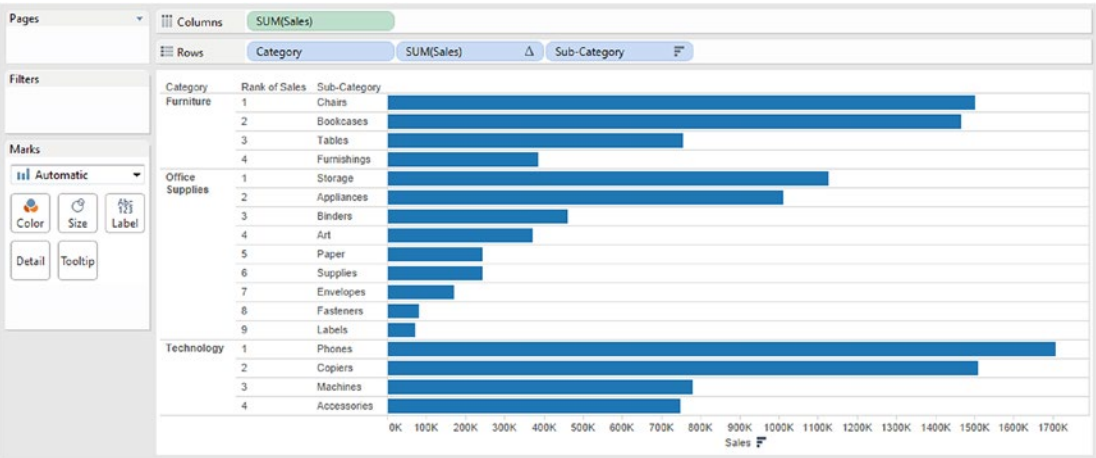 Pages
Columns SUM(Sales)
Rows Category SUM(Sales) Δ Sub-Category
Filters
Marks
Automatic
Color Size Label
Detail Tooltip
Category Rank of Sales Sub-Category
Furniture 1 Chairs
2 Bookcases
3 Tables
4 Furnishings
Office Supplies 1 Storage
2 Appliances
3 Binders
4 Art
5 Paper
6 Supplies
7 Envelopes
8 Fasteners
9 Labels
Technology 1 Phones
2 Copiers
3 Machines
4 Accessories
0K 100K 200K 300K 400K 500K 600K 700K 800K 900K 1000K 1100K 1200K 1300K 1400K 1500K 1600K 1700K
Sales